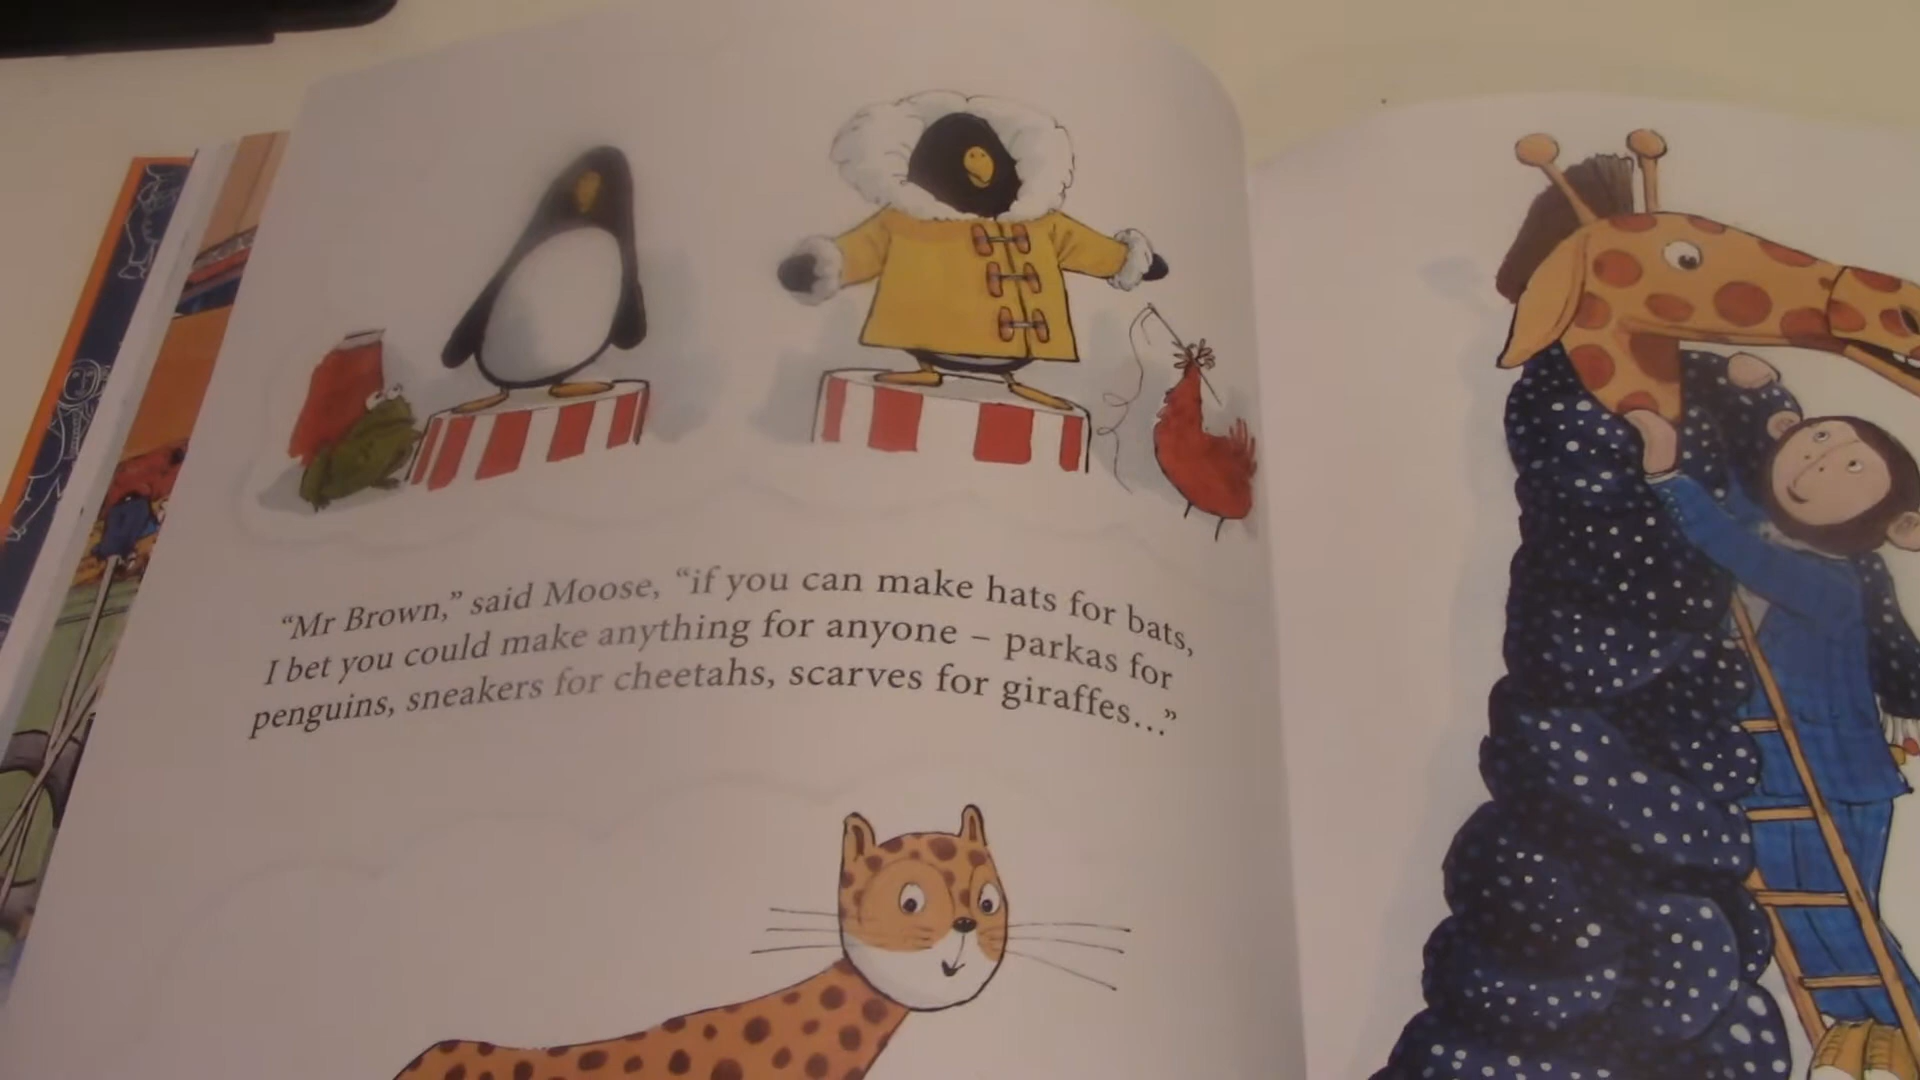 “Mr Brown,” said Moose, “if you can make hats for bats,
I bet you could make anything for anyone – parkas for
penguins, sneakers for cheetahs, scarves for giraffes…”